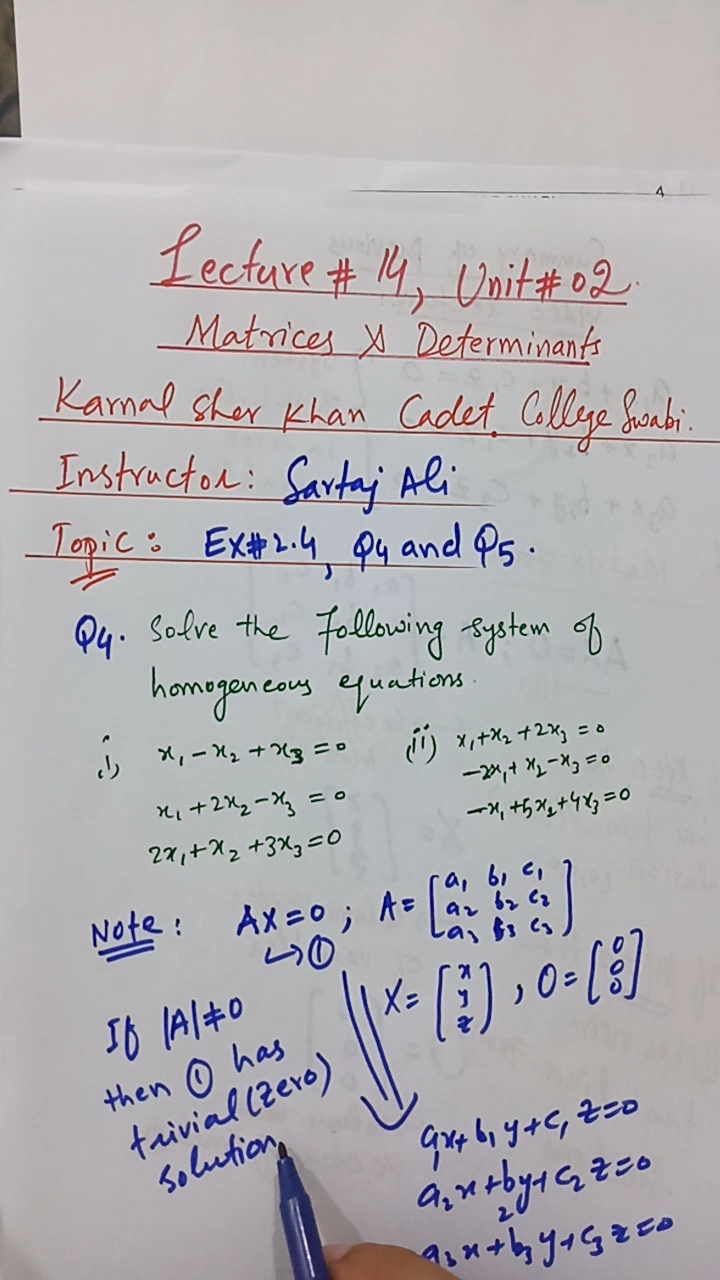 4
Lecture # 14, Unit # 02.
Matrices & Determinants
Karnal Sher Khan Cadet College Swabi.
Instructor: Sartaj Ali
Topic: Ex# 2.4, Q4 and Q5.
Q4. Solve the following system of
homogeneous equations.
i) x₁ - x₂ + x₃ = 0
x₁ + 2x₂ - x₃ = 0
2x₁ + x₂ + 3x₃ = 0
(ii) x₁ + x₂ + 2x₃ = 0
-2x₁ + x₂ - x₃ = 0
-x₁ + 5x₂ + 4x₃ = 0
Note: AX = 0 ; A = [a₁ b₁ c₁
a₂ b₂ c₂
a₃ b₃ c₃]
↳ ①
X = [x
y
z] , O = [0
0
0]
If |A| ≠ 0
then ① has
trivial (zero)
solution
a₁x + b₁y + c₁z = 0
a₂x + b₂y + c₂z = 0
a₃x + b₃y + c₃z = 0